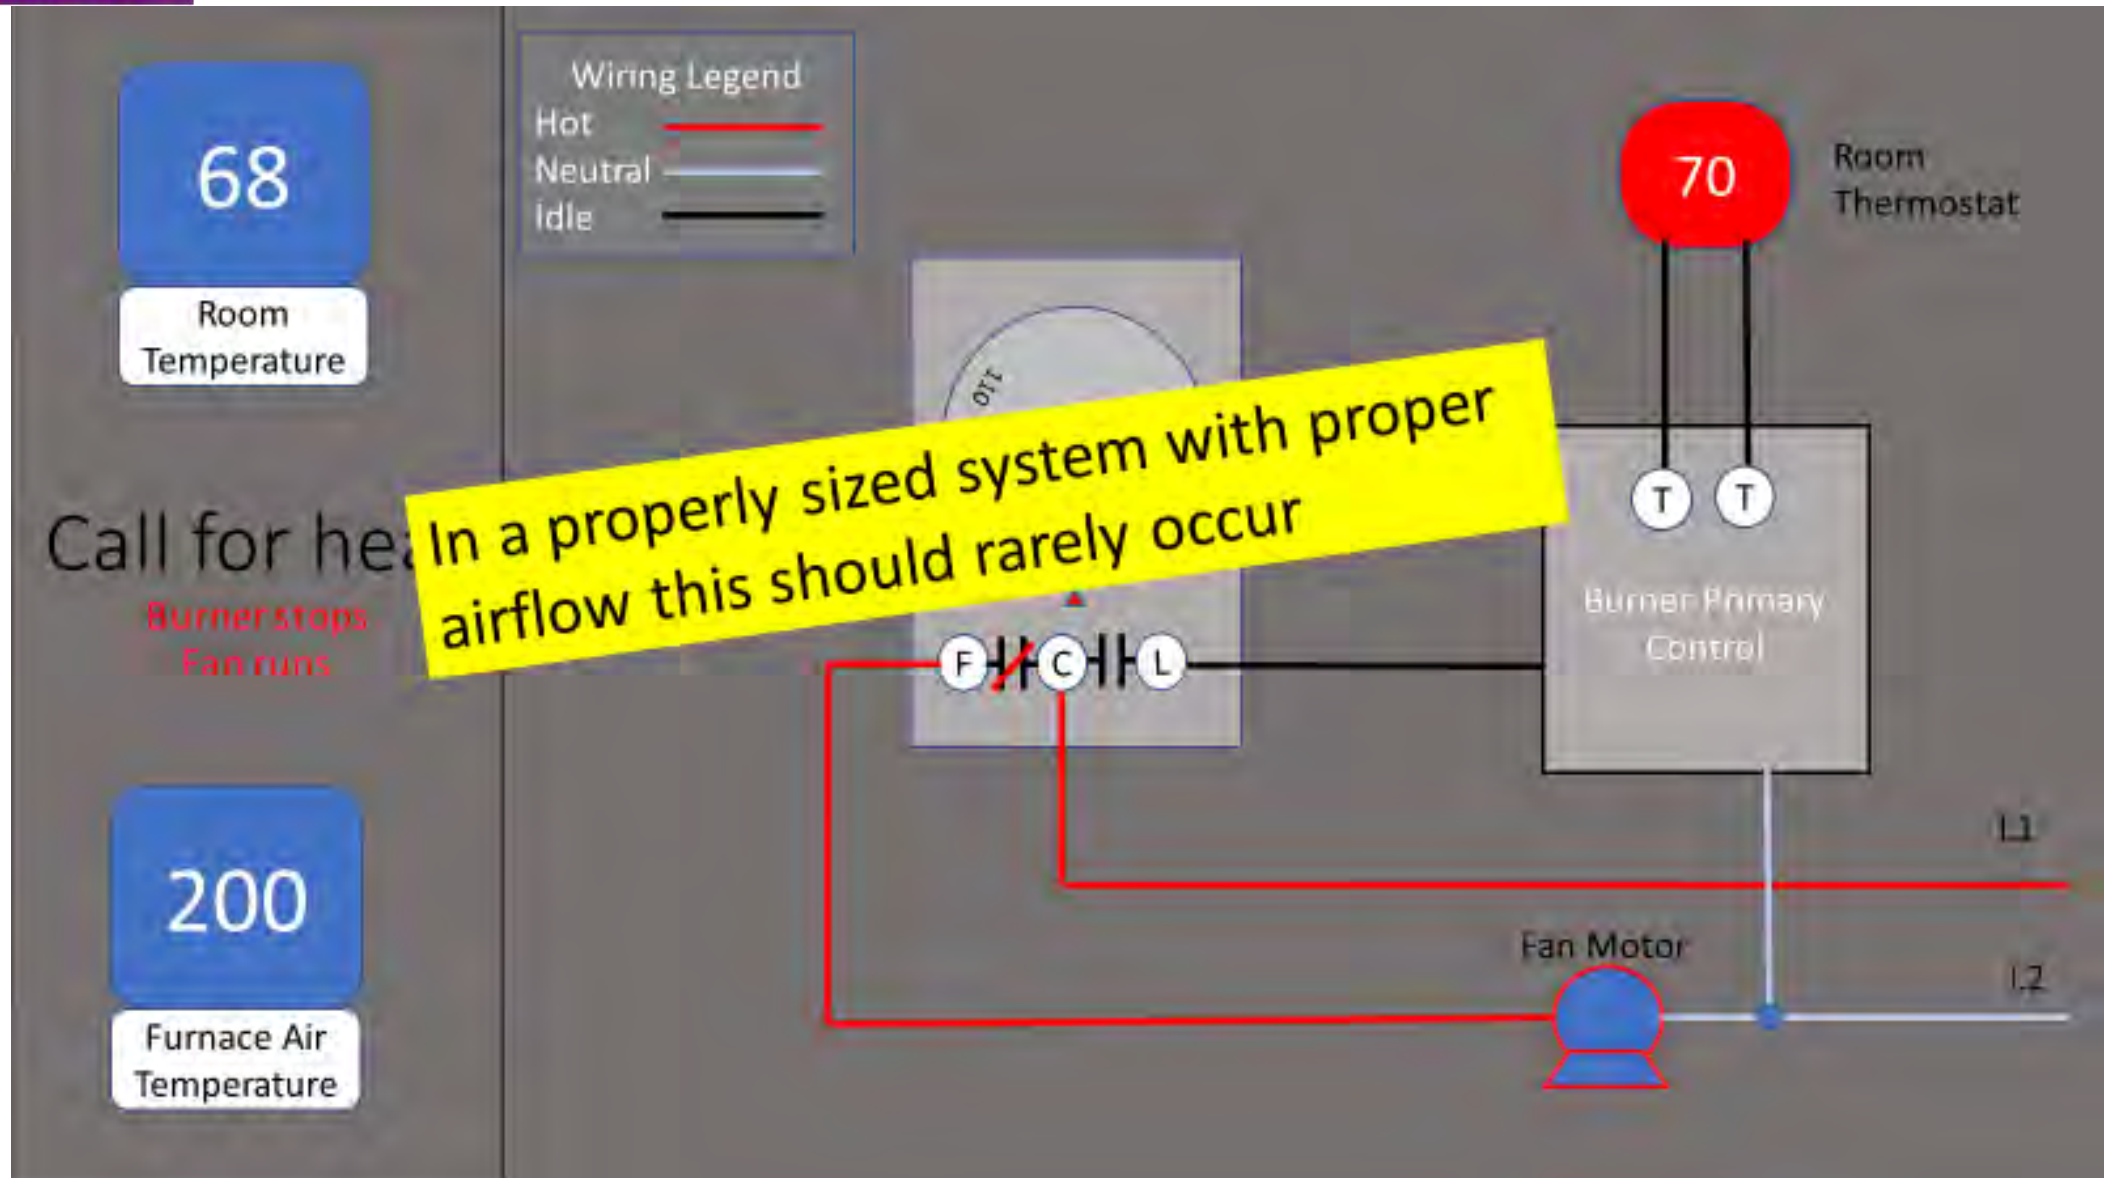 68
Room
Temperature
Call for hea
Burner stops
Fan runs
200
Furnace Air
Temperature
Wiring Legend
Hot
Neutral
Idle
110
In a properly sized system with proper
airflow this should rarely occur
F C L
70
Room
Thermostat
T T
Burner Primary
Control
L1
Fan Motor
L2